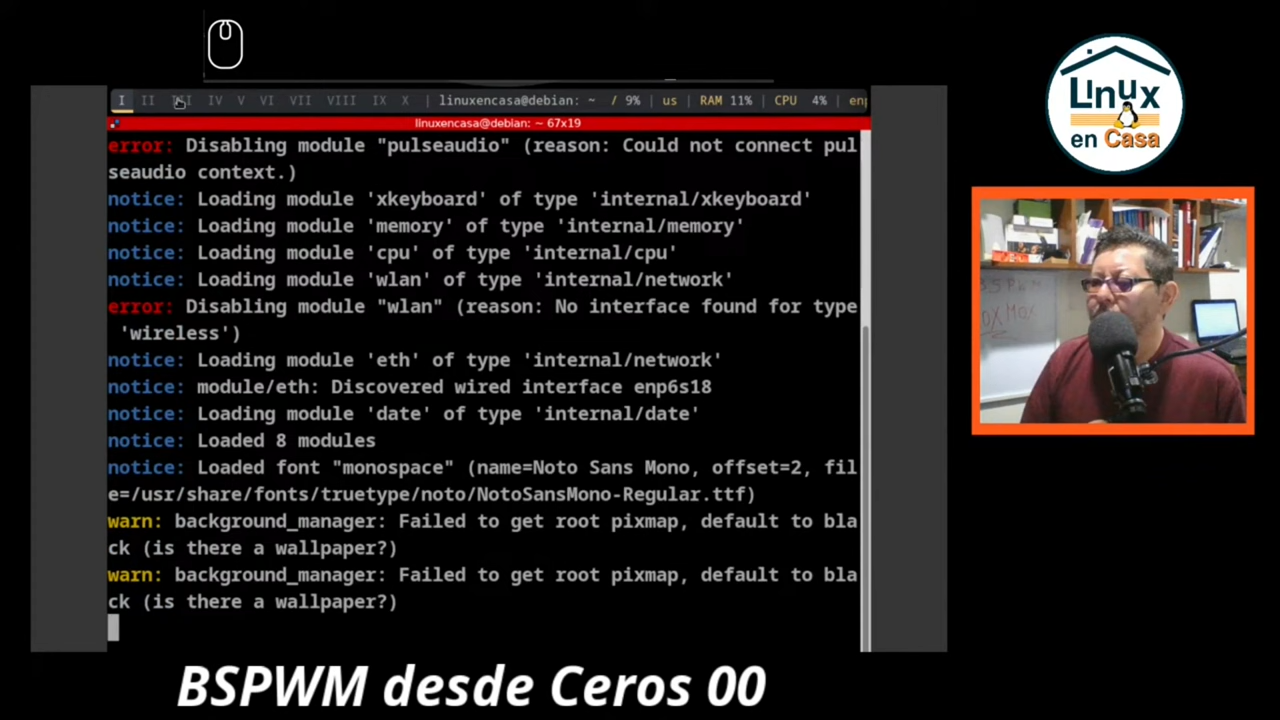 I II III IV V VI VII VIII IX X | linuxencasa@debian: ~ / 9% | us | RAM 11% | CPU 4% | enp
linuxencasa@debian: ~ 67x19
error: Disabling module "pulseaudio" (reason: Could not connect pul
seaudio context.)
notice: Loading module 'xkeyboard' of type 'internal/xkeyboard'
notice: Loading module 'memory' of type 'internal/memory'
notice: Loading module 'cpu' of type 'internal/cpu'
notice: Loading module 'wlan' of type 'internal/network'
error: Disabling module "wlan" (reason: No interface found for type
 'wireless')
notice: Loading module 'eth' of type 'internal/network'
notice: module/eth: Discovered wired interface enp6s18
notice: Loading module 'date' of type 'internal/date'
notice: Loaded 8 modules
notice: Loaded font "monospace" (name=Noto Sans Mono, offset=2, fil
e=/usr/share/fonts/truetype/noto/NotoSansMono-Regular.ttf)
warn: background_manager: Failed to get root pixmap, default to bla
ck (is there a wallpaper?)
warn: background_manager: Failed to get root pixmap, default to bla
ck (is there a wallpaper?)
Linux
en Casa
BSPWM desde Ceros 00